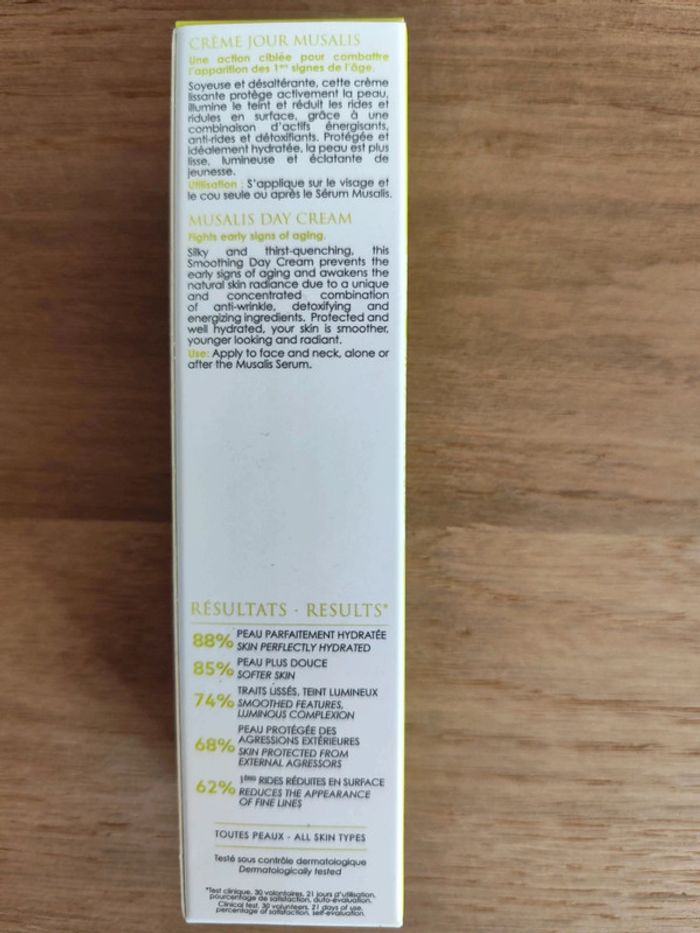 CRÈME JOUR MUSALIS
Une action ciblée pour combattre
l'apparition des 1ers signes de l'âge.
Soyeuse et désaltérante, cette crème
lissante protège activement la peau,
illumine le teint et réduit les rides et
ridules en surface, grâce à une
combinaison d'actifs énergisants,
anti-rides et détoxifiants. Protégée et
idéalement hydratée, la peau est plus
lisse, lumineuse et éclatante de
jeunesse.
Utilisation : S'applique sur le visage et
le cou seule ou après le Sérum Musalis.
MUSALIS DAY CREAM
Fights early signs of aging.
Silky and thirst-quenching, this
Smoothing Day Cream prevents the
early signs of aging and awakens the
natural skin radiance due to a unique
and concentrated combination
of anti-wrinkle, detoxifying and
energizing ingredients. Protected and
well hydrated, your skin is smoother,
younger looking and radiant.
Use: Apply to face and neck, alone or
after the Musalis Serum.
RÉSULTATS · RESULTS*
88% PEAU PARFAITEMENT HYDRATÉE
SKIN PERFLECTLY HYDRATED
85% PEAU PLUS DOUCE
SOFTER SKIN
74% TRAITS LISSÉS, TEINT LUMINEUX
SMOOTHED FEATURES,
LUMINOUS COMPLEXION
68% PEAU PROTÉGÉE DES
AGRESSIONS EXTÉRIEURES
SKIN PROTECTED FROM
EXTERNAL AGRESSORS
62% 1ÈRES RIDES RÉDUITES EN SURFACE
REDUCES THE APPEARANCE
OF FINE LINES
TOUTES PEAUX - ALL SKIN TYPES
Testé sous contrôle dermatologique
Dermatologically tested
*Test clinique, 30 volontaires, 21 jours d'utilisation,
pourcentage de satisfaction, auto-évaluation.
Clinical test, 30 volunteers, 21 days of use,
percentage of satisfaction, self-evaluation.